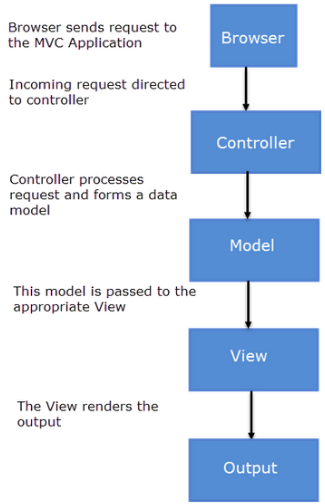 Browser sends request to
the MVC Application
Browser
Incoming request directed
to controller
Controller
Controller processes
request and forms a data
model
Model
This model is passed to the
appropriate View
View
The View renders the
output
Output